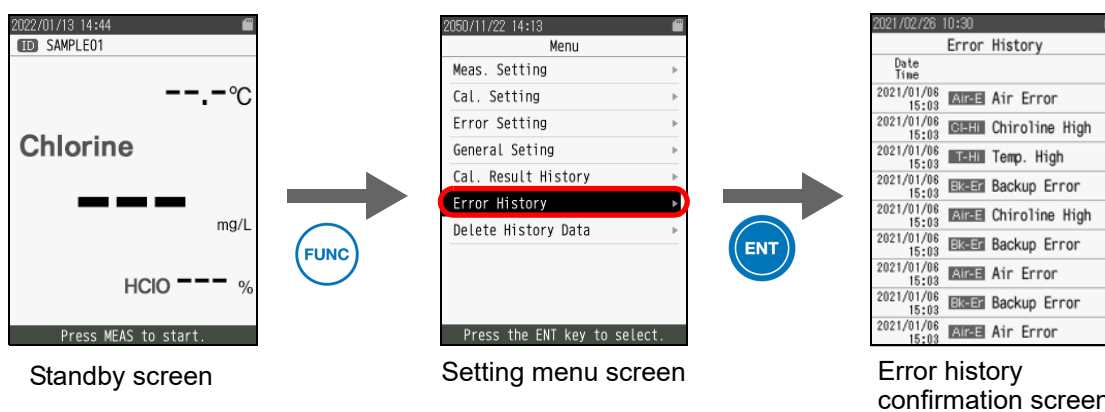 2022/01/13 14:44
ID SAMPLE01
--.-°C
Chlorine
---
mg/L
HClO --- %
Press MEAS to start.
Standby screen
FUNC
2050/11/22 14:13
Menu
Meas. Setting
Cal. Setting
Error Setting
General Seting
Cal. Result History
Error History
Delete History Data
Press the ENT key to select.
Setting menu screen
ENT
2021/02/26 10:30
Error History
Date
Time
2021/01/06
15:03 Air-E Air Error
2021/01/06
15:03 Cl-Hi Chiroline High
2021/01/06
15:03 T-Hi Temp. High
2021/01/06
15:03 Bk-Er Backup Error
2021/01/06
15:03 Air-E Chiroline High
2021/01/06
15:03 Bk-Er Backup Error
2021/01/06
15:03 Air-E Air Error
2021/01/06
15:03 Bk-Er Backup Error
2021/01/06
15:03 Air-E Air Error
Error history
confirmation screen